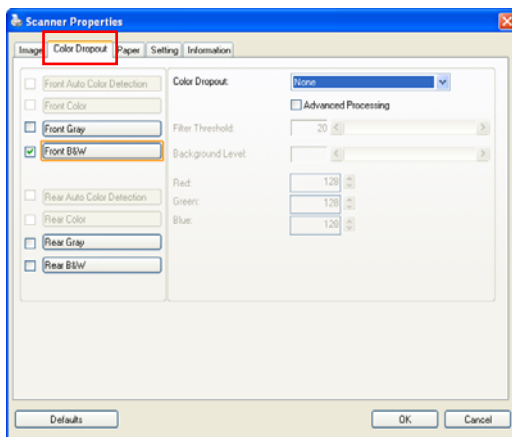 Scanner Properties
Image Color Dropout Paper Setting Information
Front Auto Color Detection
Front Color
Front Gray
Front B&W
Rear Auto Color Detection
Rear Color
Rear Gray
Rear B&W
Color Dropout: None
Advanced Processing
Filter Threshold: 20
Background Level:
Red: 128
Green: 128
Blue: 128
Defaults OK Cancel